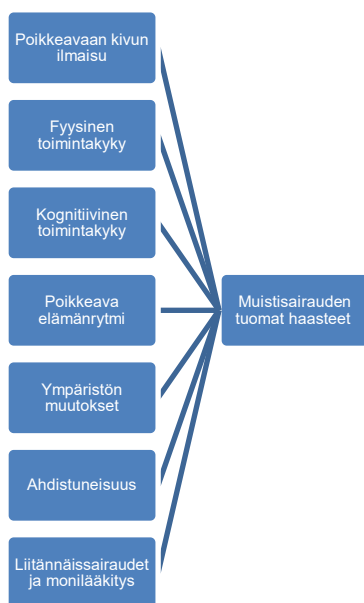 Poikkeavaan kivun
ilmaisu
Fyysinen
toimintakyky
Kognitiivinen
toimintakyky
Poikkeava
elämänrytmi
Muistisairauden
tuomat haasteet
Ympäristön
muutokset
Ahdistuneisuus
Liitännäissairaudet
ja monilääkitys